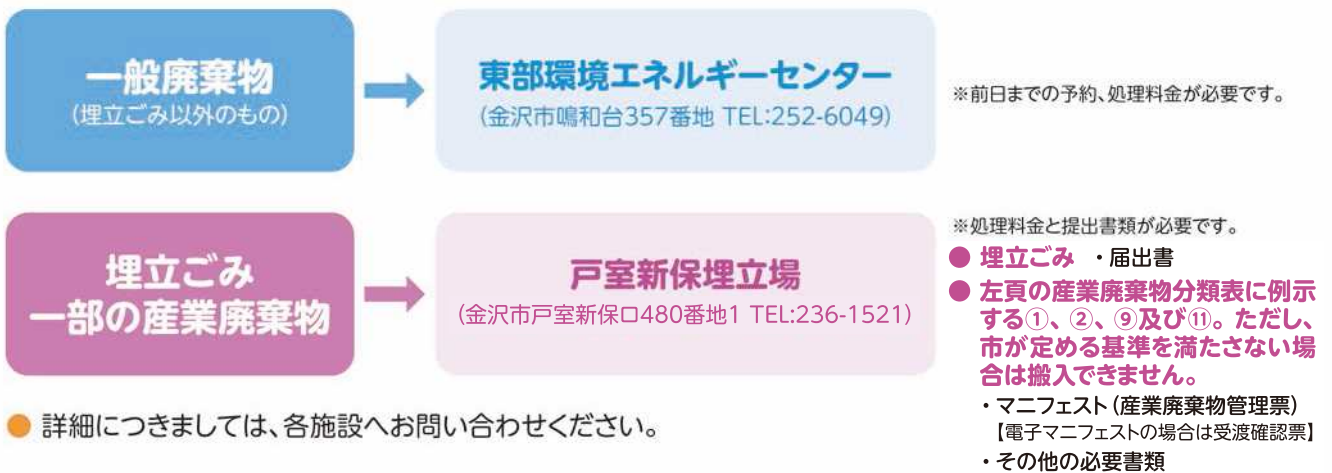 一般廃棄物
(埋立ごみ以外のもの)
東部環境エネルギーセンター
(金沢市鳴和台357番地 TEL:252-6049)
※前日までの予約、処理料金が必要です。
埋立ごみ
一部の産業廃棄物
戸室新保埋立場
(金沢市戸室新保ロ480番地1 TEL:236-1521)
※処理料金と提出書類が必要です。
● 埋立ごみ ・届出書
● 左頁の産業廃棄物分類表に例示
する①、②、⑨及び⑪。ただし、
市が定める基準を満たさない場
合は搬入できません。
・マニフェスト(産業廃棄物管理票)
【電子マニフェストの場合は受渡確認票】
・その他の必要書類
● 詳細につきましては、各施設へお問い合わせください。